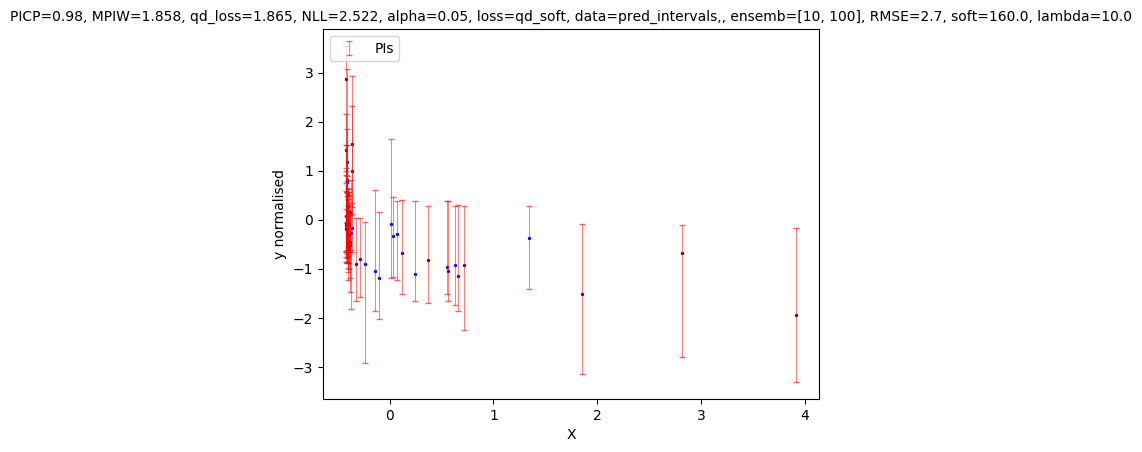 PICP=0.98, MPIW=1.858, qd_loss=1.865, NLL=2.522, alpha=0.05, loss=qd_soft, data=pred_intervals,, ensemb=[10, 100], RMSE=2.7, soft=160.0, lambda=10.0
PIs
3
2
1
0
−1
−2
−3
y normalised
0 1 2 3 4
X